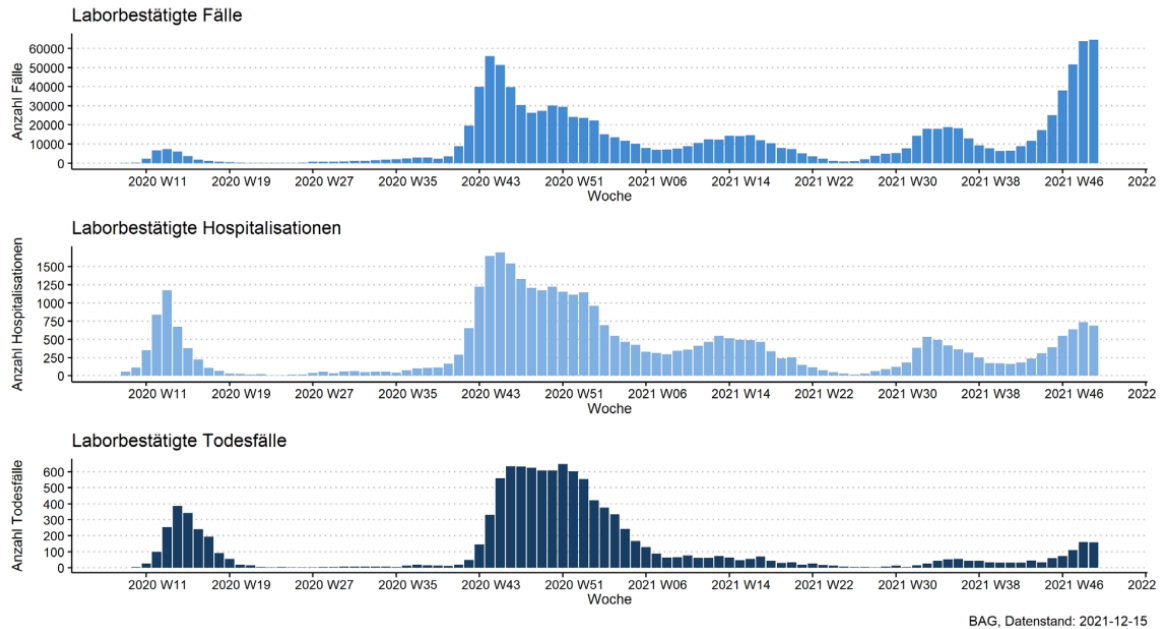 Laborbestätigte Fälle
Anzahl Fälle
60000
50000
40000
30000
20000
10000
0
2020 W11 2020 W19 2020 W27 2020 W35 2020 W43 2020 W51 2021 W06 2021 W14 2021 W22 2021 W30 2021 W38 2021 W46 2022
Woche
Laborbestätigte Hospitalisationen
Anzahl Hospitalisationen
1500
1250
1000
750
500
250
0
2020 W11 2020 W19 2020 W27 2020 W35 2020 W43 2020 W51 2021 W06 2021 W14 2021 W22 2021 W30 2021 W38 2021 W46 2022
Woche
Laborbestätigte Todesfälle
Anzahl Todesfälle
600
500
400
300
200
100
0
2020 W11 2020 W19 2020 W27 2020 W35 2020 W43 2020 W51 2021 W06 2021 W14 2021 W22 2021 W30 2021 W38 2021 W46 2022
Woche
BAG, Datenstand: 2021-12-15